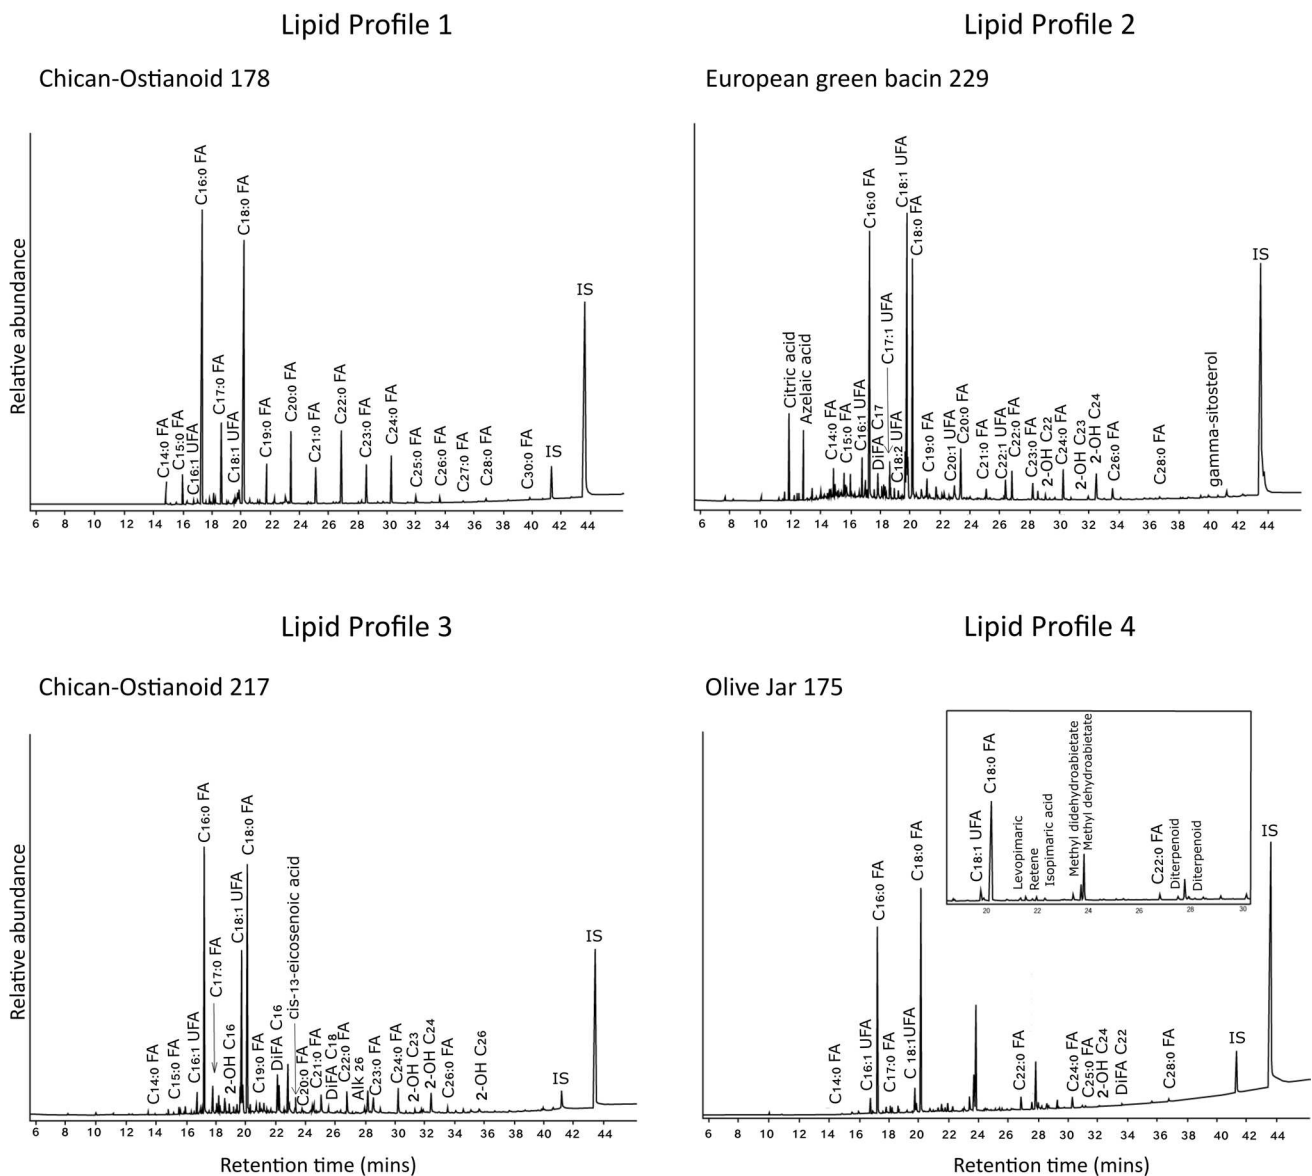 Lipid Profile 1
Chican-Ostianoid 178
Relative abundance
C14:0 FA
C15:0 FA
C16:1 UFA
C16:0 FA
C17:0 FA
C18:1 UFA
C18:0 FA
C19:0 FA
C20:0 FA
C21:0 FA
C22:0 FA
C23:0 FA
C24:0 FA
C25:0 FA
C26:0 FA
C27:0 FA
C28:0 FA
C30:0 FA
IS
IS
6 8 10 12 14 16 18 20 22 24 26 28 30 32 34 36 38 40 42 44
Lipid Profile 2
European green bacin 229
Citric acid
Azelaic acid
C14:0 FA
C15:0 FA
C16:1 UFA
C16:0 FA
DiFA C17
C17:1 UFA
C18:2 UFA
C18:1 UFA
C18:0 FA
C19:0 FA
C20:1 UFA
C20:0 FA
C21:0 FA
C22:1 UFA
C22:0 FA
C23:0 FA
2-OH C22
C24:0 FA
2-OH C23
2-OH C24
C26:0 FA
C28:0 FA
gamma-sitosterol
IS
6 8 10 12 14 16 18 20 22 24 26 28 30 32 34 36 38 40 42 44
Lipid Profile 3
Chican-Ostianoid 217
Relative abundance
C14:0 FA
C15:0 FA
C16:1 UFA
C16:0 FA
C17:0 FA
2-OH C16
C18:1 UFA
C18:0 FA
C19:0 FA
DiFA C16
cis-13-eicosenoic acid
C20:0 FA
C21:0 FA
DiFA C18
C22:0 FA
Alk 26
C23:0 FA
C24:0 FA
2-OH C23
2-OH C24
C26:0 FA
2-OH C26
IS
IS
6 8 10 12 14 16 18 20 22 24 26 28 30 32 34 36 38 40 42 44
Retention time (mins)
Lipid Profile 4
Olive Jar 175
C14:0 FA
C16:1 UFA
C16:0 FA
C17:0 FA
C18:1UFA
C18:0 FA
C22:0 FA
C24:0 FA
C25:0 FA
2-OH C24
DiFA C22
C28:0 FA
IS
IS
C18:1 UFA
C18:0 FA
Levopimaric
Retene
Isopimaric acid
Methyl didehydroabietate
Methyl dehydroabietate
C22:0 FA
Diterpenoid
Diterpenoid
20 22 24 26 28 30
6 8 10 12 14 16 18 20 22 24 26 28 30 32 34 36 38 40 42 44
Retention time (mins)